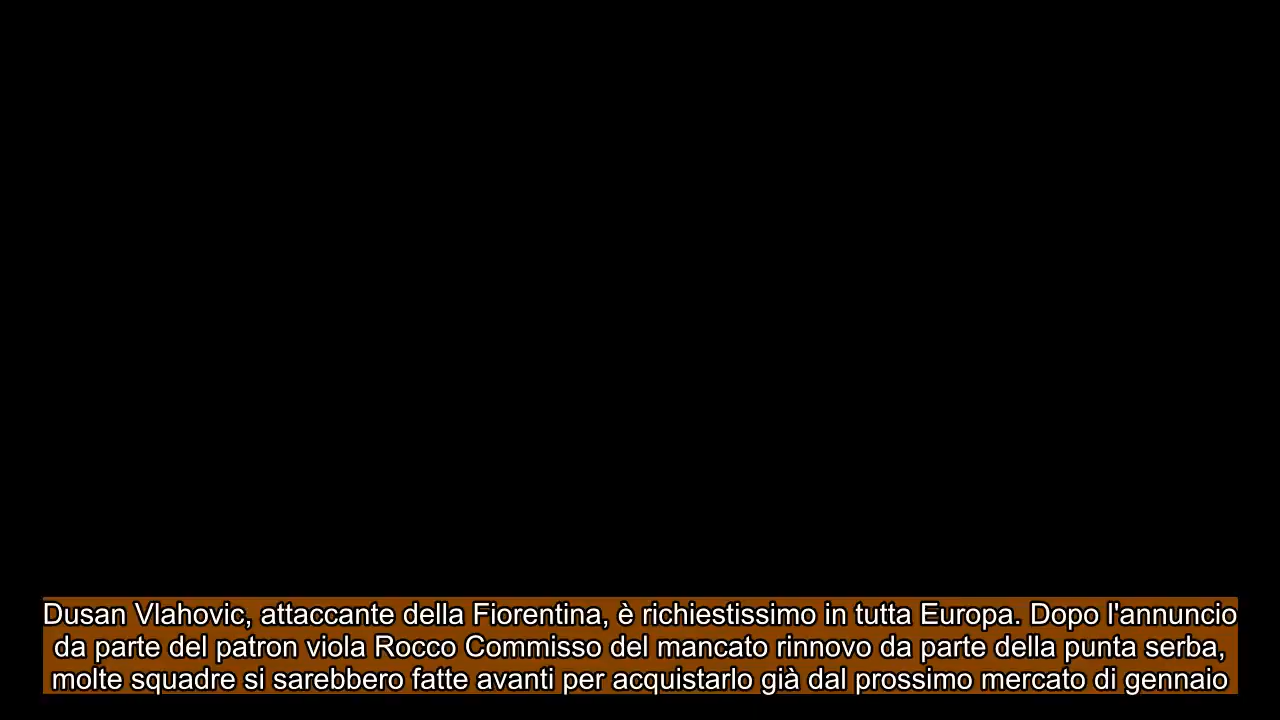 Dusan Vlahovic, attaccante della Fiorentina, è richiestissimo in tutta Europa. Dopo l'annuncio
da parte del patron viola Rocco Commisso del mancato rinnovo da parte della punta serba,
molte squadre si sarebbero fatte avanti per acquistarlo già dal prossimo mercato di gennaio